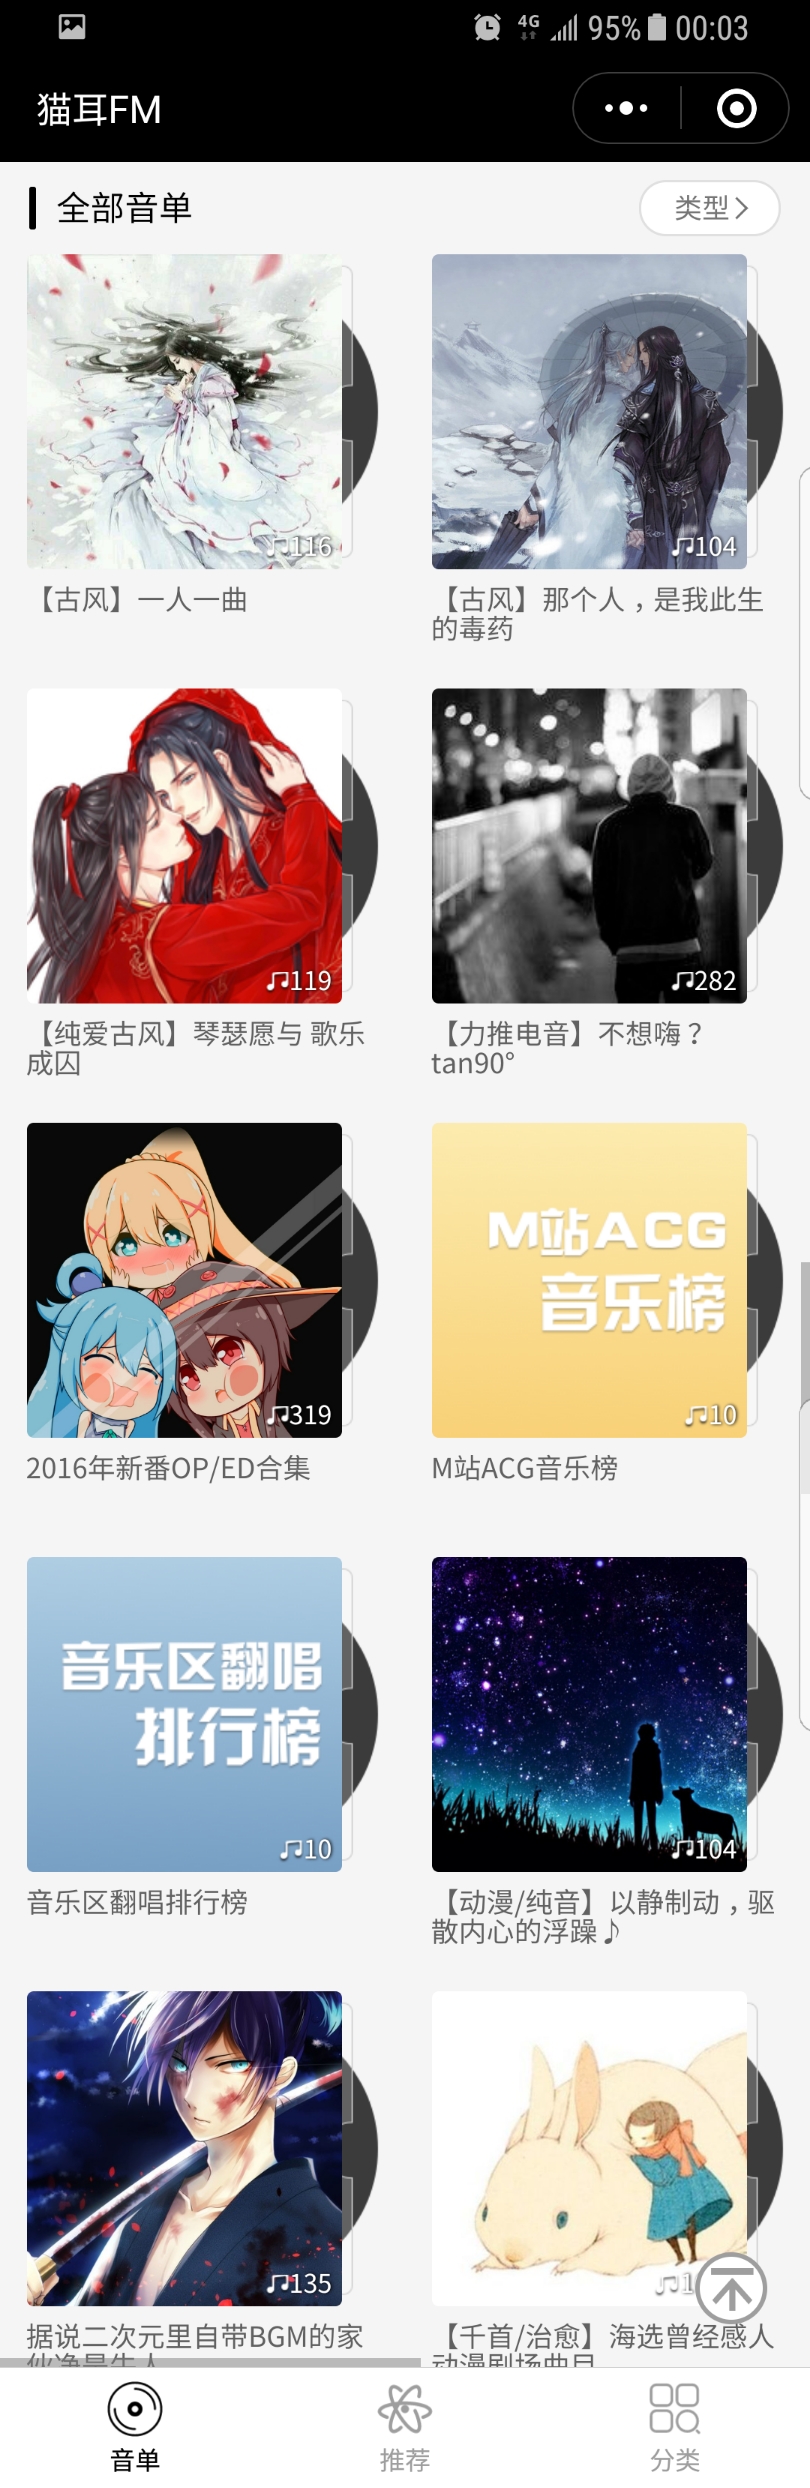 4G 95% 00:03
猫耳FM
全部音单
类型
116
104
【古风】一人一曲
【古风】那个人，是我此生
的毒药
119
282
【纯爱古风】琴瑟愿与 歌乐
成囚
【力推电音】不想嗨？
tan90°
319
M站ACG
音乐榜
10
2016年新番OP/ED合集
M站ACG音乐榜
音乐区翻唱
排行榜
10
104
音乐区翻唱排行榜
【动漫/纯音】以静制动，驱
散内心的浮躁♪
135
据说二次元里自带BGM的家
【千首/治愈】海选曾经感人
动漫剧场曲目
音单
推荐
分类